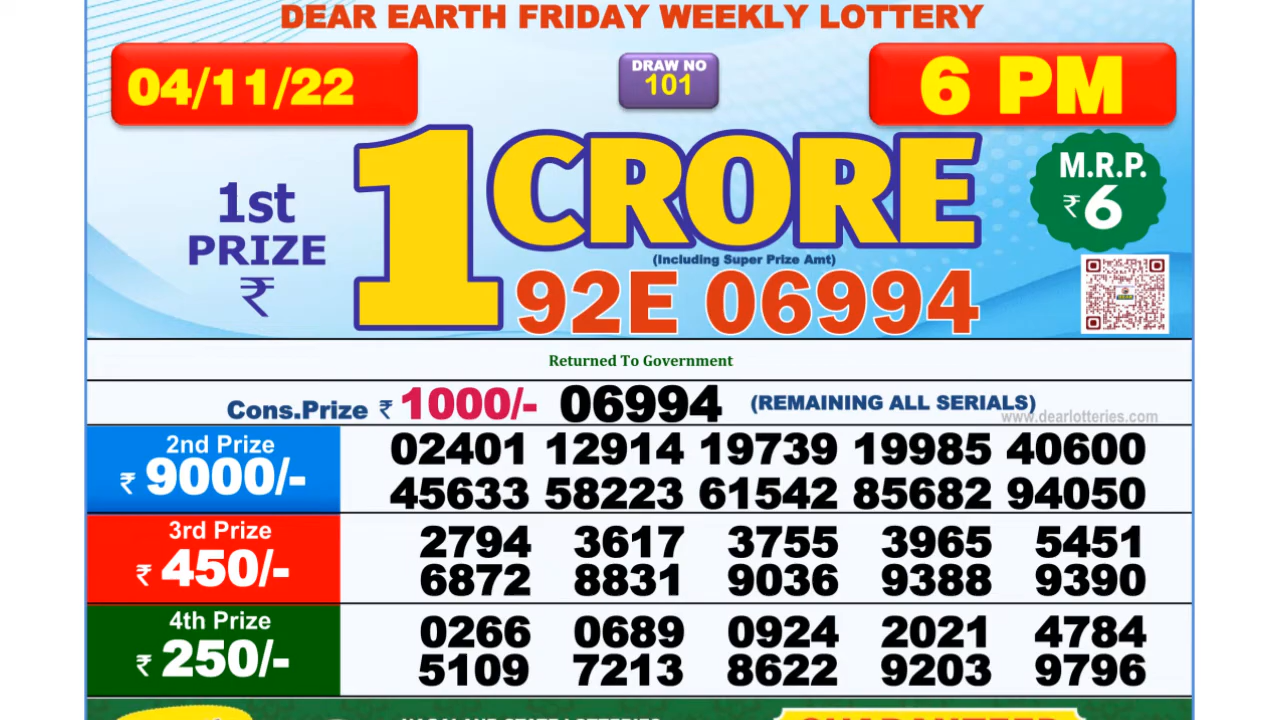 DEAR EARTH FRIDAY WEEKLY LOTTERY
04/11/22
DRAW NO
101
6 PM
1st
PRIZE
₹
1 CRORE
(Including Super Prize Amt)
92E 06994
M.R.P.
₹6
Returned To Government
Cons.Prize ₹ 1000/- 06994 (REMAINING ALL SERIALS)
www.dearlotteries.com
2nd Prize
₹ 9000/-
02401 12914 19739 19985 40600
45633 58223 61542 85682 94050
3rd Prize
₹ 450/-
2794 3617 3755 3965 5451
6872 8831 9036 9388 9390
4th Prize
₹ 250/-
0266 0689 0924 2021 4784
5109 7213 8622 9203 9796